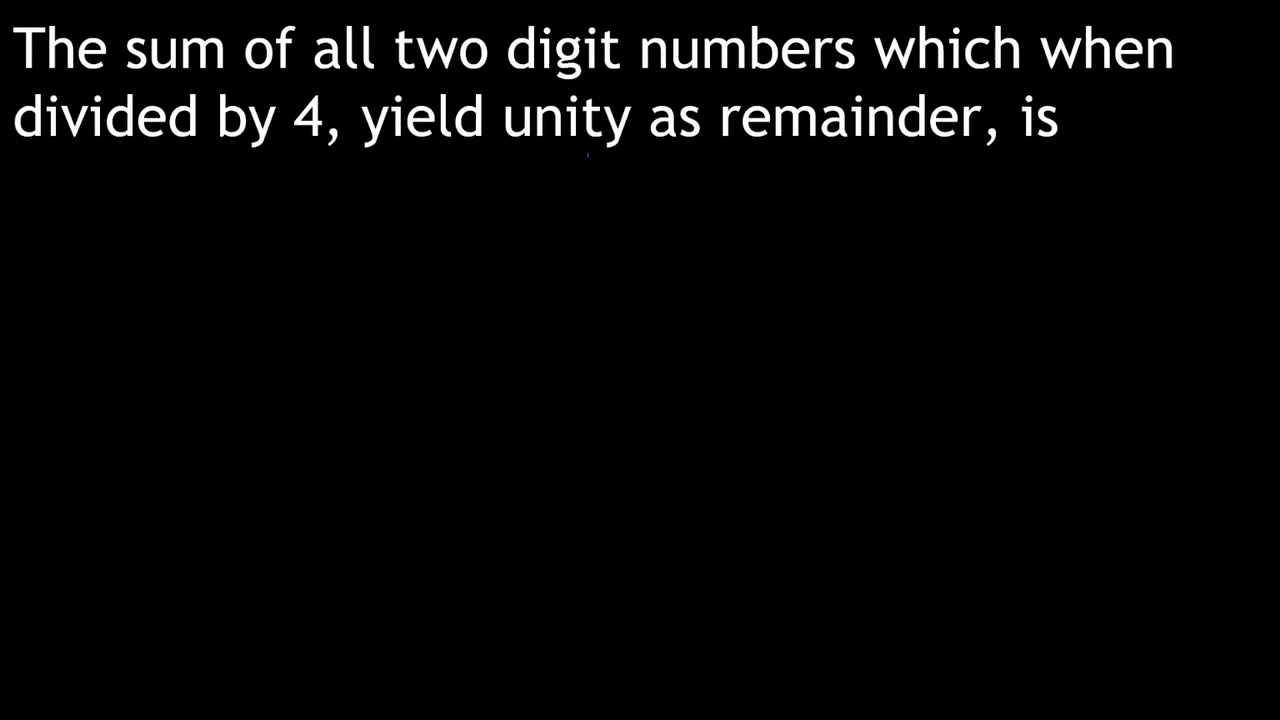 The sum of all two digit numbers which when
divided by 4, yield unity as remainder, is